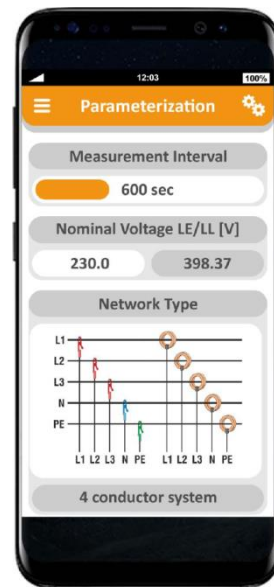 12:03
100%
Parameterization
Measurement Interval
600 sec
Nominal Voltage LE/LL [V]
230.0 398.37
Network Type
L1
L2
L3
N
PE
L1 L2 L3 N PE L1 L2 L3 N PE
4 conductor system